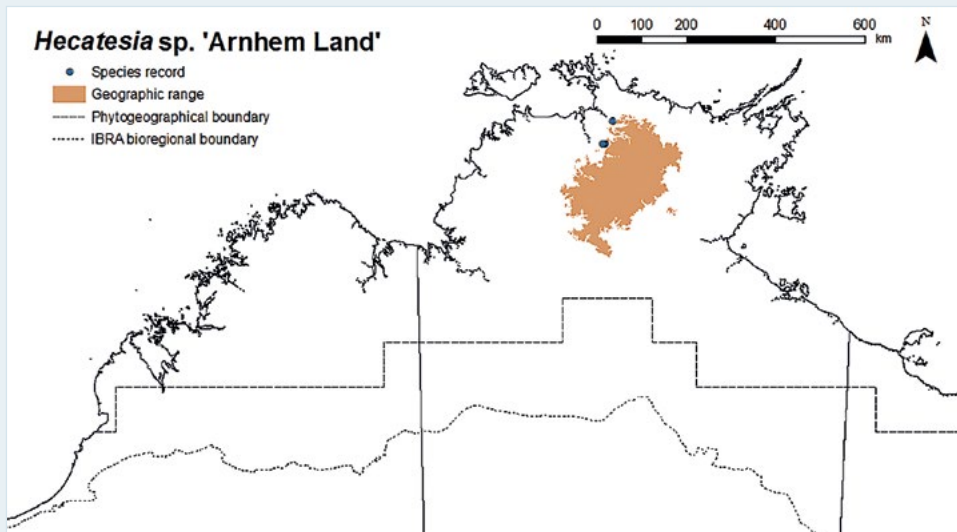 Hecatesia sp. 'Arnhem Land'
Species record
Geographic range
Phytogeographical boundary
IBRA bioregional boundary
0 100 200 400 600
km
N